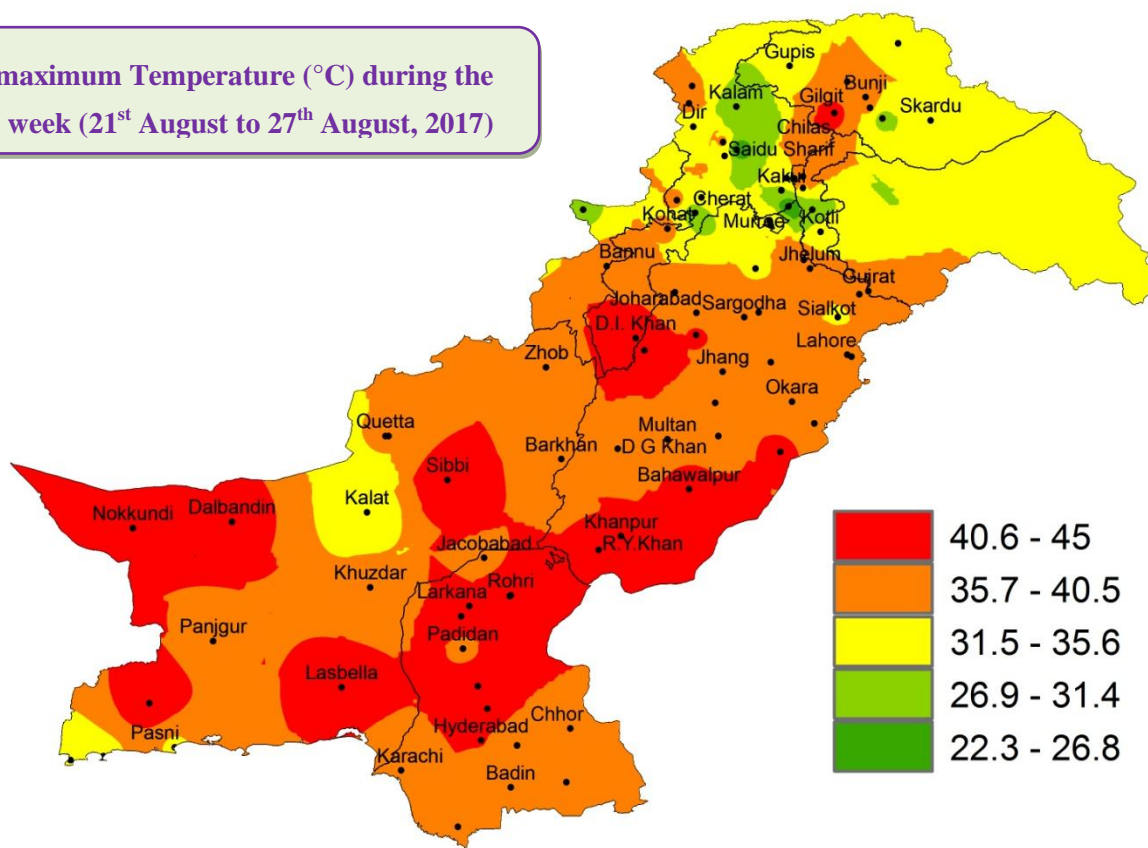 maximum Temperature (°C) during the
week (21st August to 27th August, 2017)
Gupis
Bunji
Kalam
Gilgit
Skardu
Dir
Chilas
Saidu Sharif
Cherat
Kohat
Kotli
Bannu
Jhelum
Gujrat
Joharabad
Sargodha
Sialkot
D.I. Khan
Lahore
Zhob
Jhang
Okara
Quetta
Multan
Barkhan
D G Khan
Sibbi
Bahawalpur
Nokkundi
Dalbandin
Kalat
Khanpur
R.Y.Khan
Jacobabad
Khuzdar
Rohri
Larkana
Panjgur
Padidan
Lasbella
Pasni
Hyderabad
Chhor
Karachi
Badin
40.6 - 45
35.7 - 40.5
31.5 - 35.6
26.9 - 31.4
22.3 - 26.8